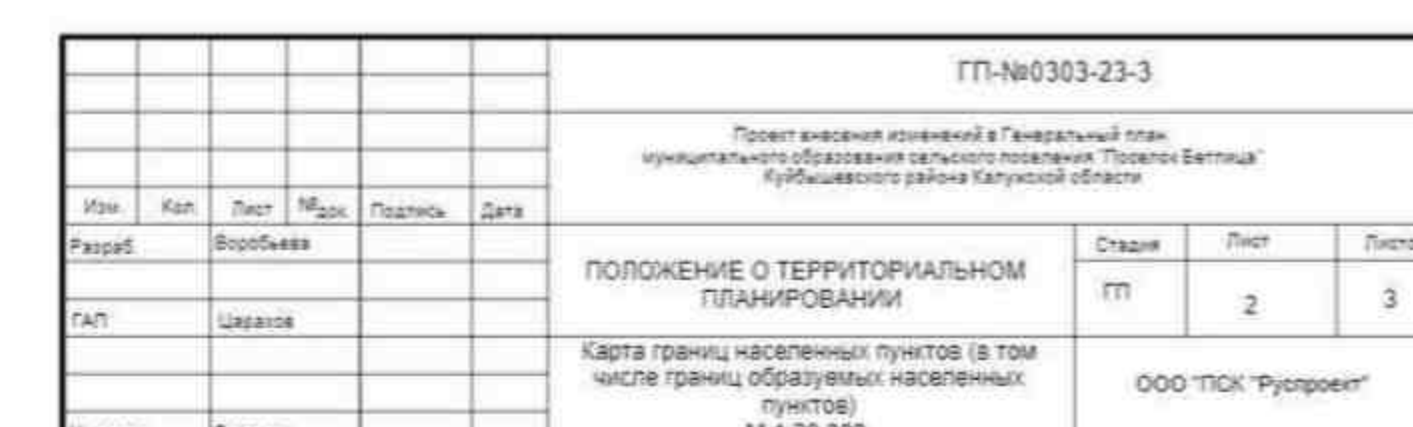 ГП-№0303-23-3
Проект внесения изменений в Генеральный план
муниципального образования сельского поселения "Поселок Бетлица"
Куйбышевского района Калужской области
Изм. Кол. Лист №док. Подпись Дата
Разраб. Воробьева
Стадия Лист
ПОЛОЖЕНИЕ О ТЕРРИТОРИАЛЬНОМ
ПЛАНИРОВАНИИ
ГП 2 3
ГАП
Карта границ населенных пунктов (в том
числе границ образуемых населенных
пунктов)
ООО "ПСК "Руспроект"